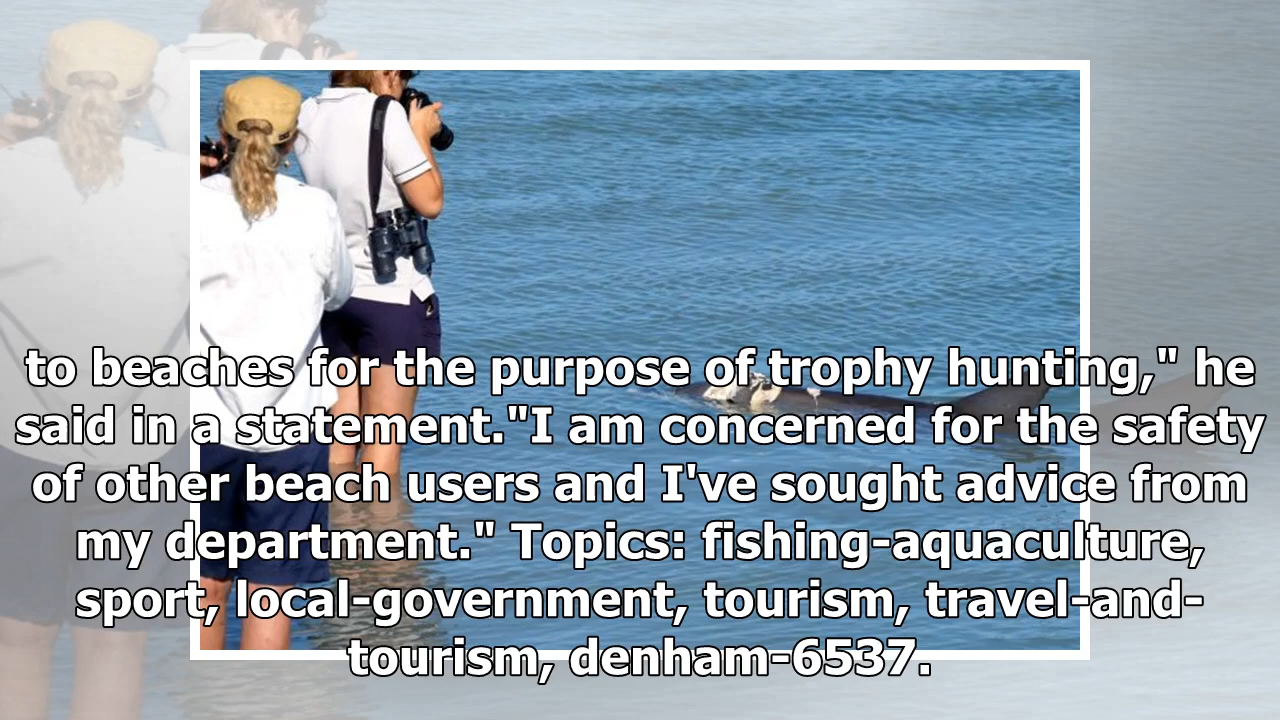 to beaches for the purpose of trophy hunting," he
said in a statement."I am concerned for the safety
of other beach users and I've sought advice from
my department." Topics: fishing-aquaculture,
sport, local-government, tourism, travel-and-
tourism, denham-6537.